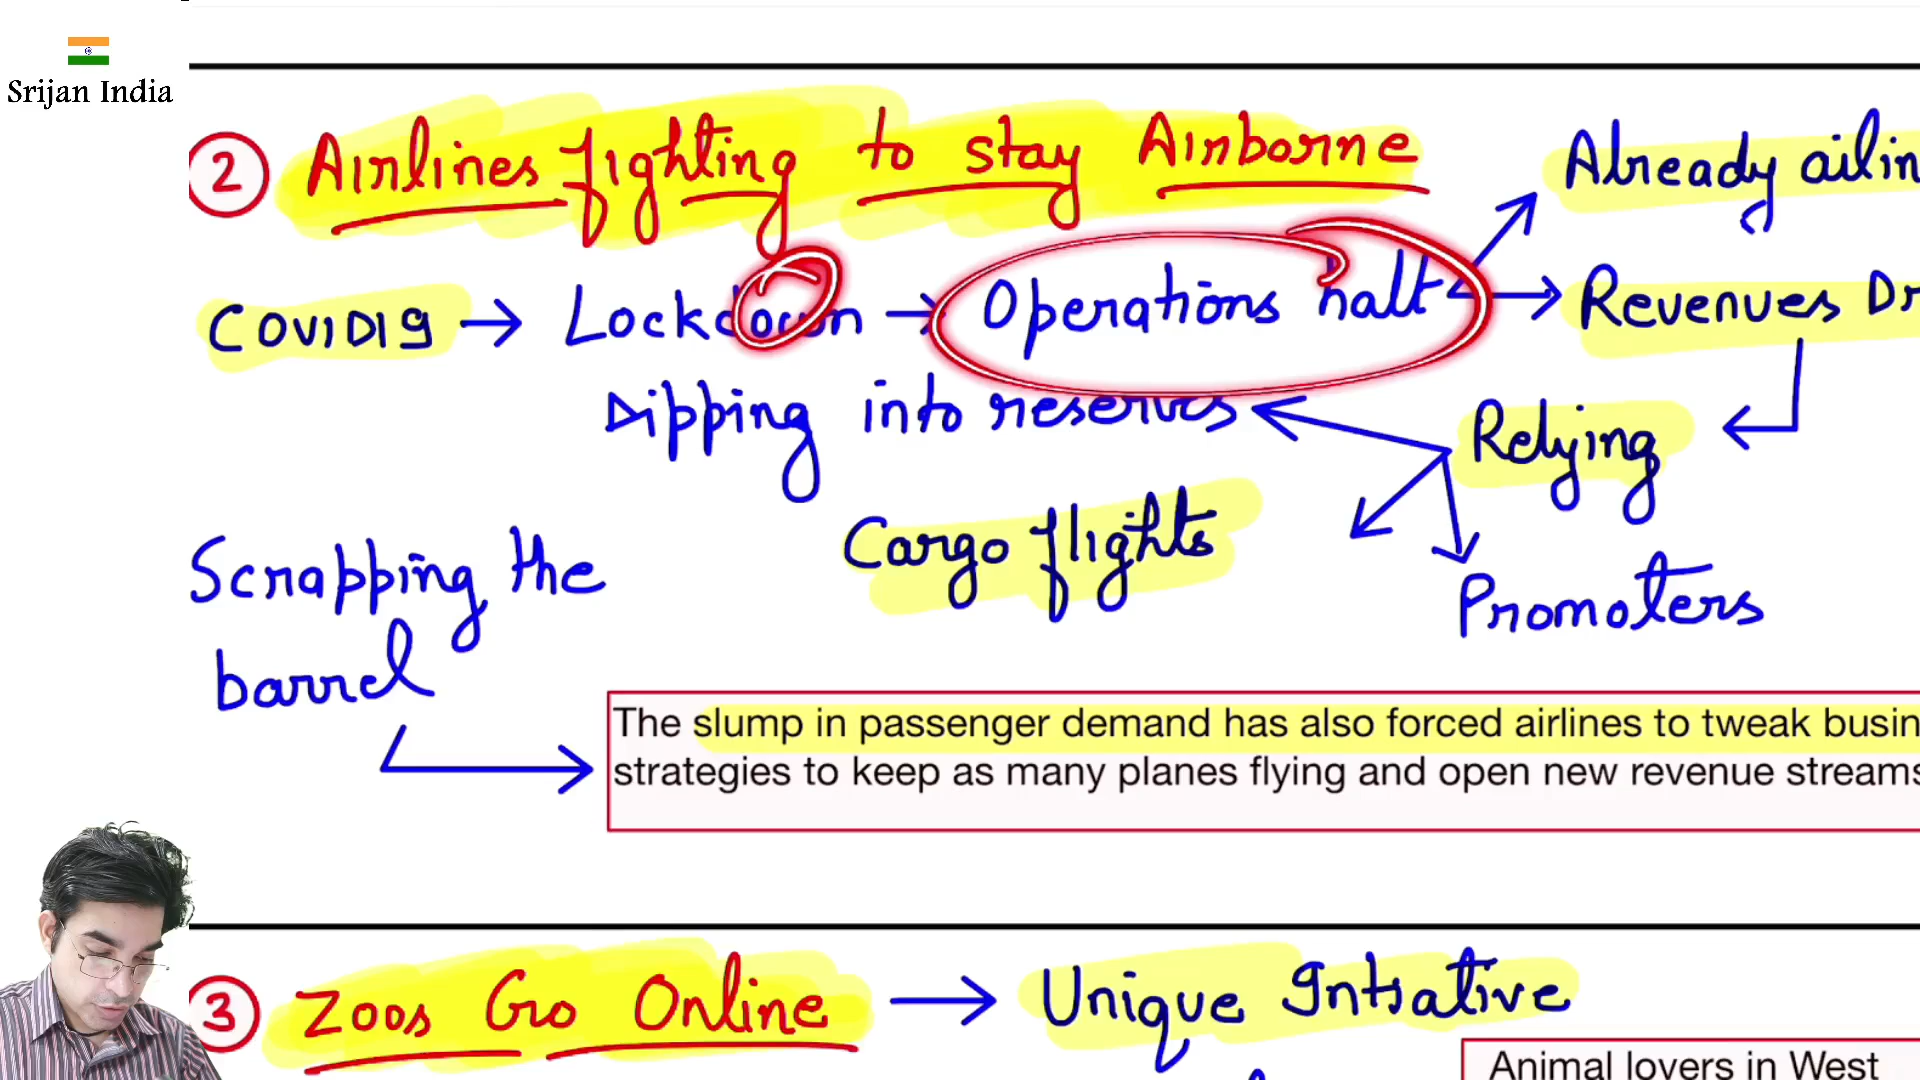 Srijan India
2 Airlines fighting to stay Airborne
Already ailin
COVID19 → Lockdown → Operations halt
Revenues Dr
Dipping into reserves
Relying
Cargo flights
Promoters
Scrapping the
barrel
The slump in passenger demand has also forced airlines to tweak busin
strategies to keep as many planes flying and open new revenue streams
3 Zoos Go Online → Unique Intiative
Animal lovers in West